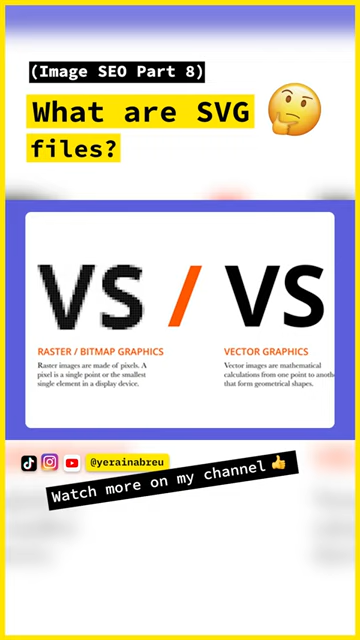 (Image SEO Part 8)
What are SVG
files?
VS / VS
RASTER / BITMAP GRAPHICS
Raster images are made of pixels. A
pixel is a single point or the smallest
single element in a display device.
VECTOR GRAPHICS
Vector images are mathematical
calculations from one point to anoth
that form geometrical shapes.
@yerainabreu
Watch more on my channel 👍